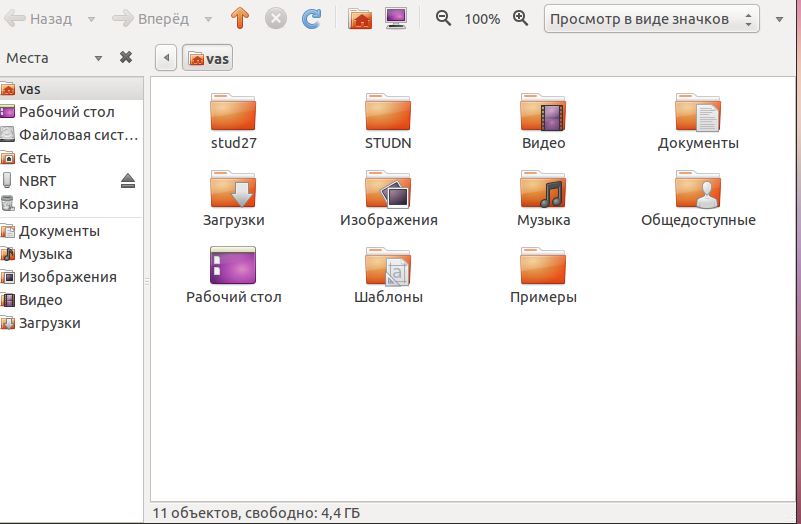 Назад Вперёд 100% Просмотр в виде значков
Места vas
vas
Рабочий стол
Файловая сист…
Сеть
NBRT
Корзина
Документы
Музыка
Изображения
Видео
Загрузки
stud27 STUDN Видео Документы
Загрузки Изображения Музыка Общедоступные
Рабочий стол Шаблоны Примеры
11 объектов, свободно: 4,4 ГБ